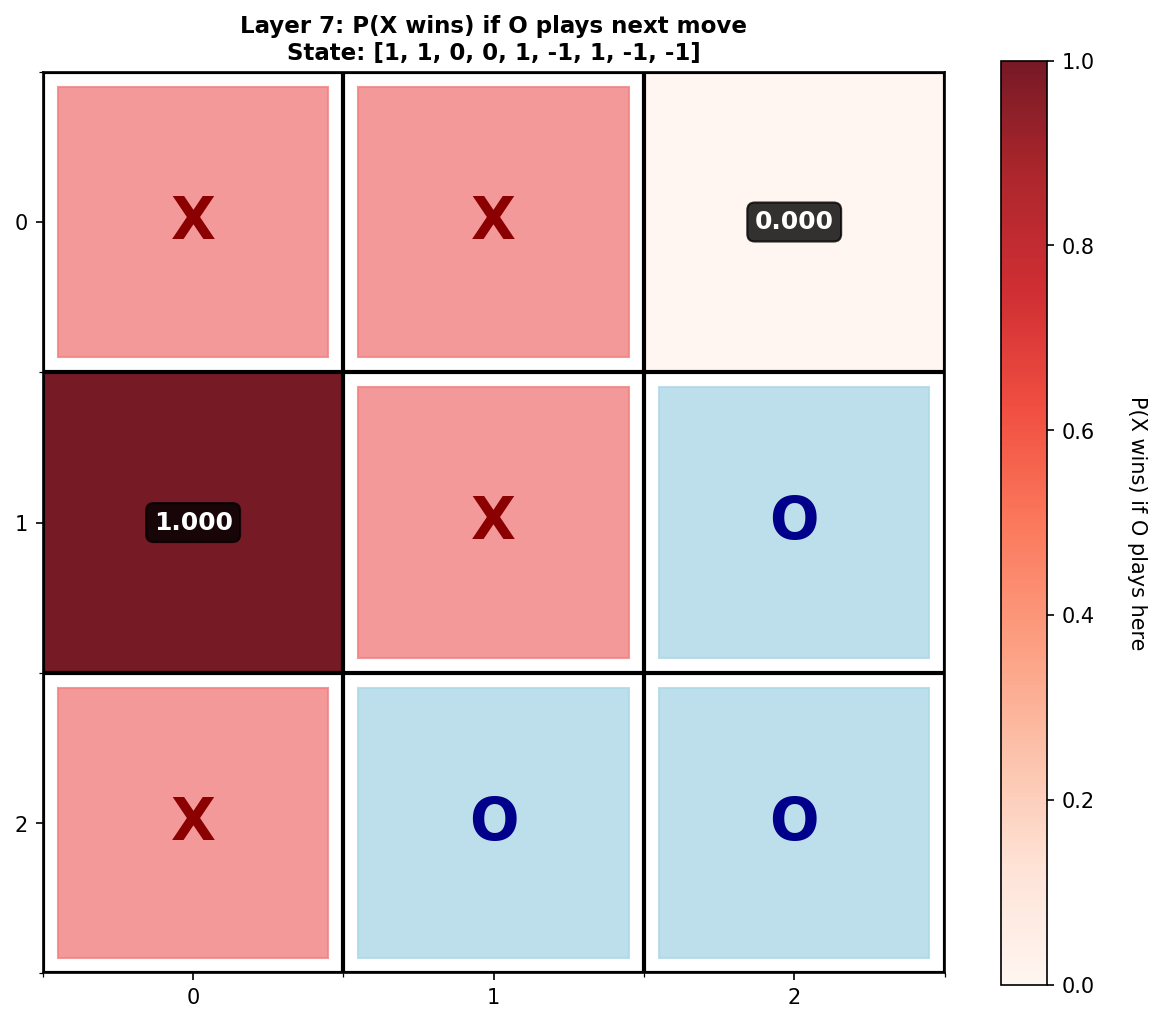 Layer 7: P(X wins) if O plays next move
State: [1, 1, 0, 0, 1, -1, 1, -1, -1]
0
X
X
0.000
1
1.000
X
O
2
X
O
O
0
1
2
1.0
0.8
0.6
0.4
0.2
0.0
P(X wins) if O plays here